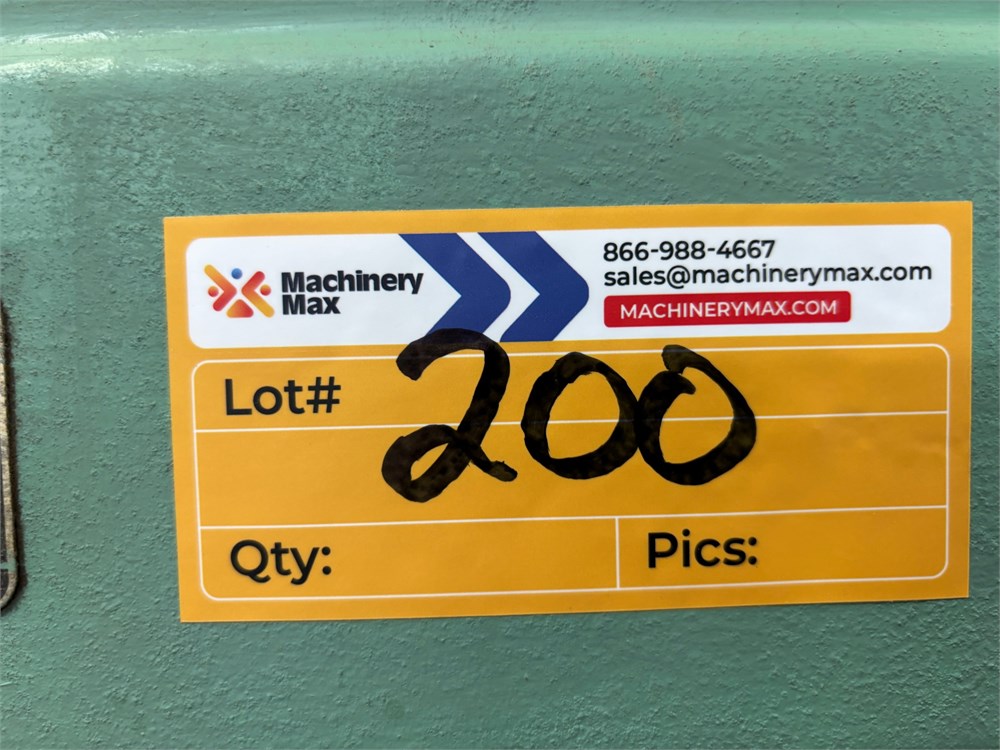 Machinery
Max
866-988-4667
sales@machinerymax.com
MACHINERYMAX.COM
Lot# 200
Qty:
Pics: